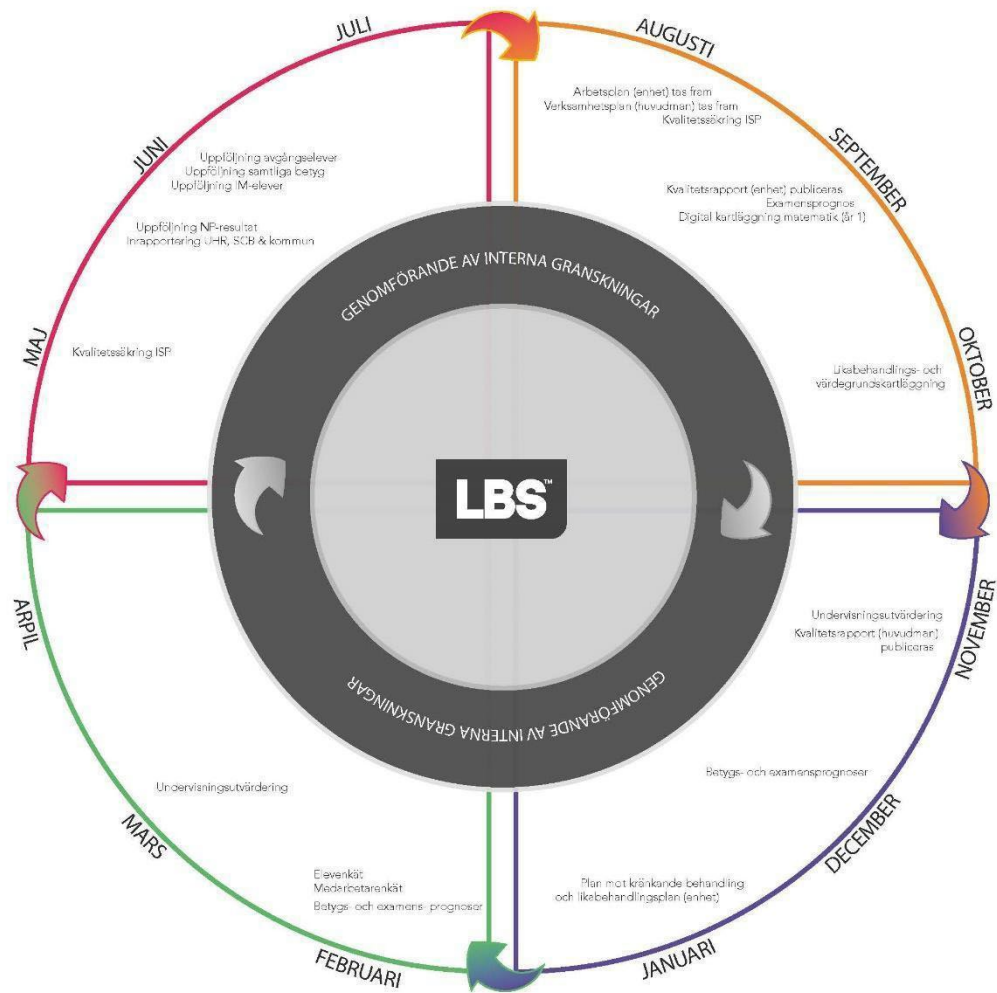 JULI
AUGUSTI
Arbetsplan (enhet) tas fram
Verksamhetsplan (huvudman) tas fram
Kvalitetssäkring ISP
SEPTEMBER
Kvalitetsrapport (enhet) publiceras
Examensprognos
Digital kartläggning matematik (år 1)
OKTOBER
Likabehandlings- och
värdegrundskartläggning
NOVEMBER
Undervisningsutvärdering
Kvalitetsrapport (huvudman)
publiceras
DECEMBER
Betygs- och examensprognoser
JANUARI
Plan mot kränkande behandling
och likabehandlingsplan (enhet)
FEBRUARI
Elevenkät
Medarbetarenkät
Betygs- och examens- prognoser
MARS
Undervisningsutvärdering
ARPIL
MAJ
Kvalitetssäkring ISP
JUNI
Uppföljning avgångselever
Uppföljning samtliga betyg
Uppföljning IM-elever
Uppföljning NP-resultat
Inrapportering UHR, SCB & kommun
GENOMFÖRANDE AV INTERNA GRANSKNINGAR
LBS™
GENOMFÖRANDE AV INTERNA GRANSKNINGAR